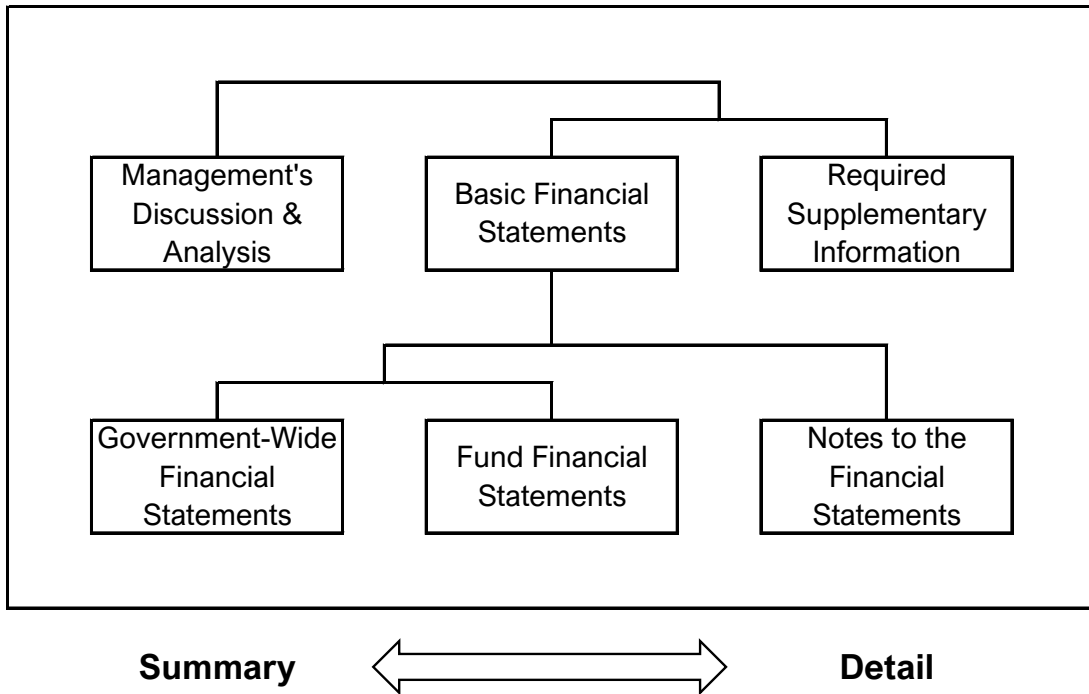 Management's
Discussion &
Analysis
Basic Financial
Statements
Required
Supplementary
Information
Government-Wide
Financial
Statements
Fund Financial
Statements
Notes to the
Financial
Statements
Summary
Detail